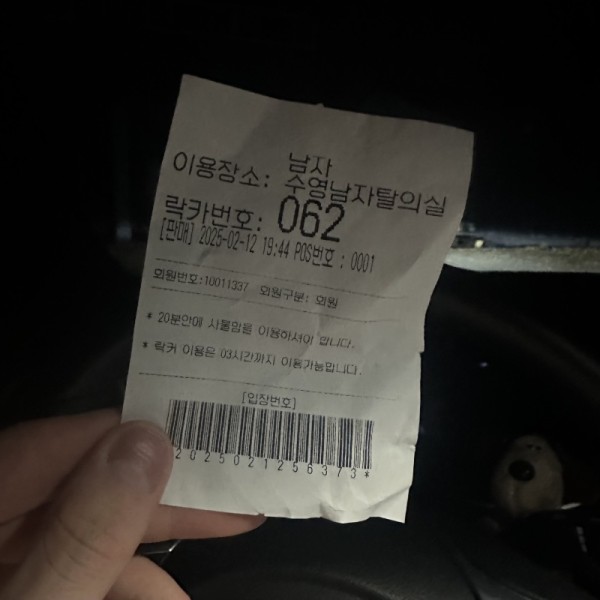 남자
이용장소: 수영남자탈의실
락카번호: 062
[판매] 2025-02-12 19:44 POS번호 : 0001
회원번호:10011337 회원구분: 회원
* 20분안에 사물함을 이용하셔야 합니다.
* 락커 이용은 03시간까지 이용가능합니다.
[입장번호]
2025021256373*